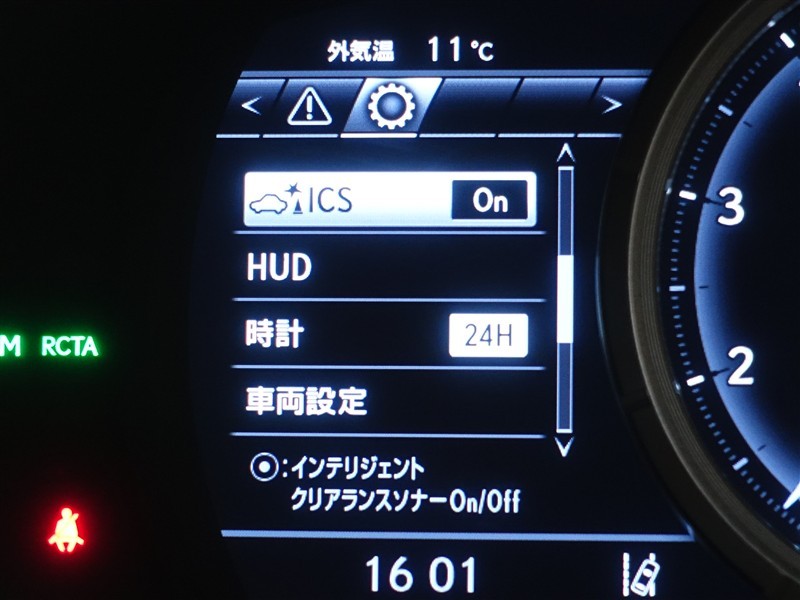 外気温 11℃
ICS On
HUD
時計 24H
車両設定
:インテリジェント
クリアランスソナーOn/Off
16 01
M RCTA
3
2